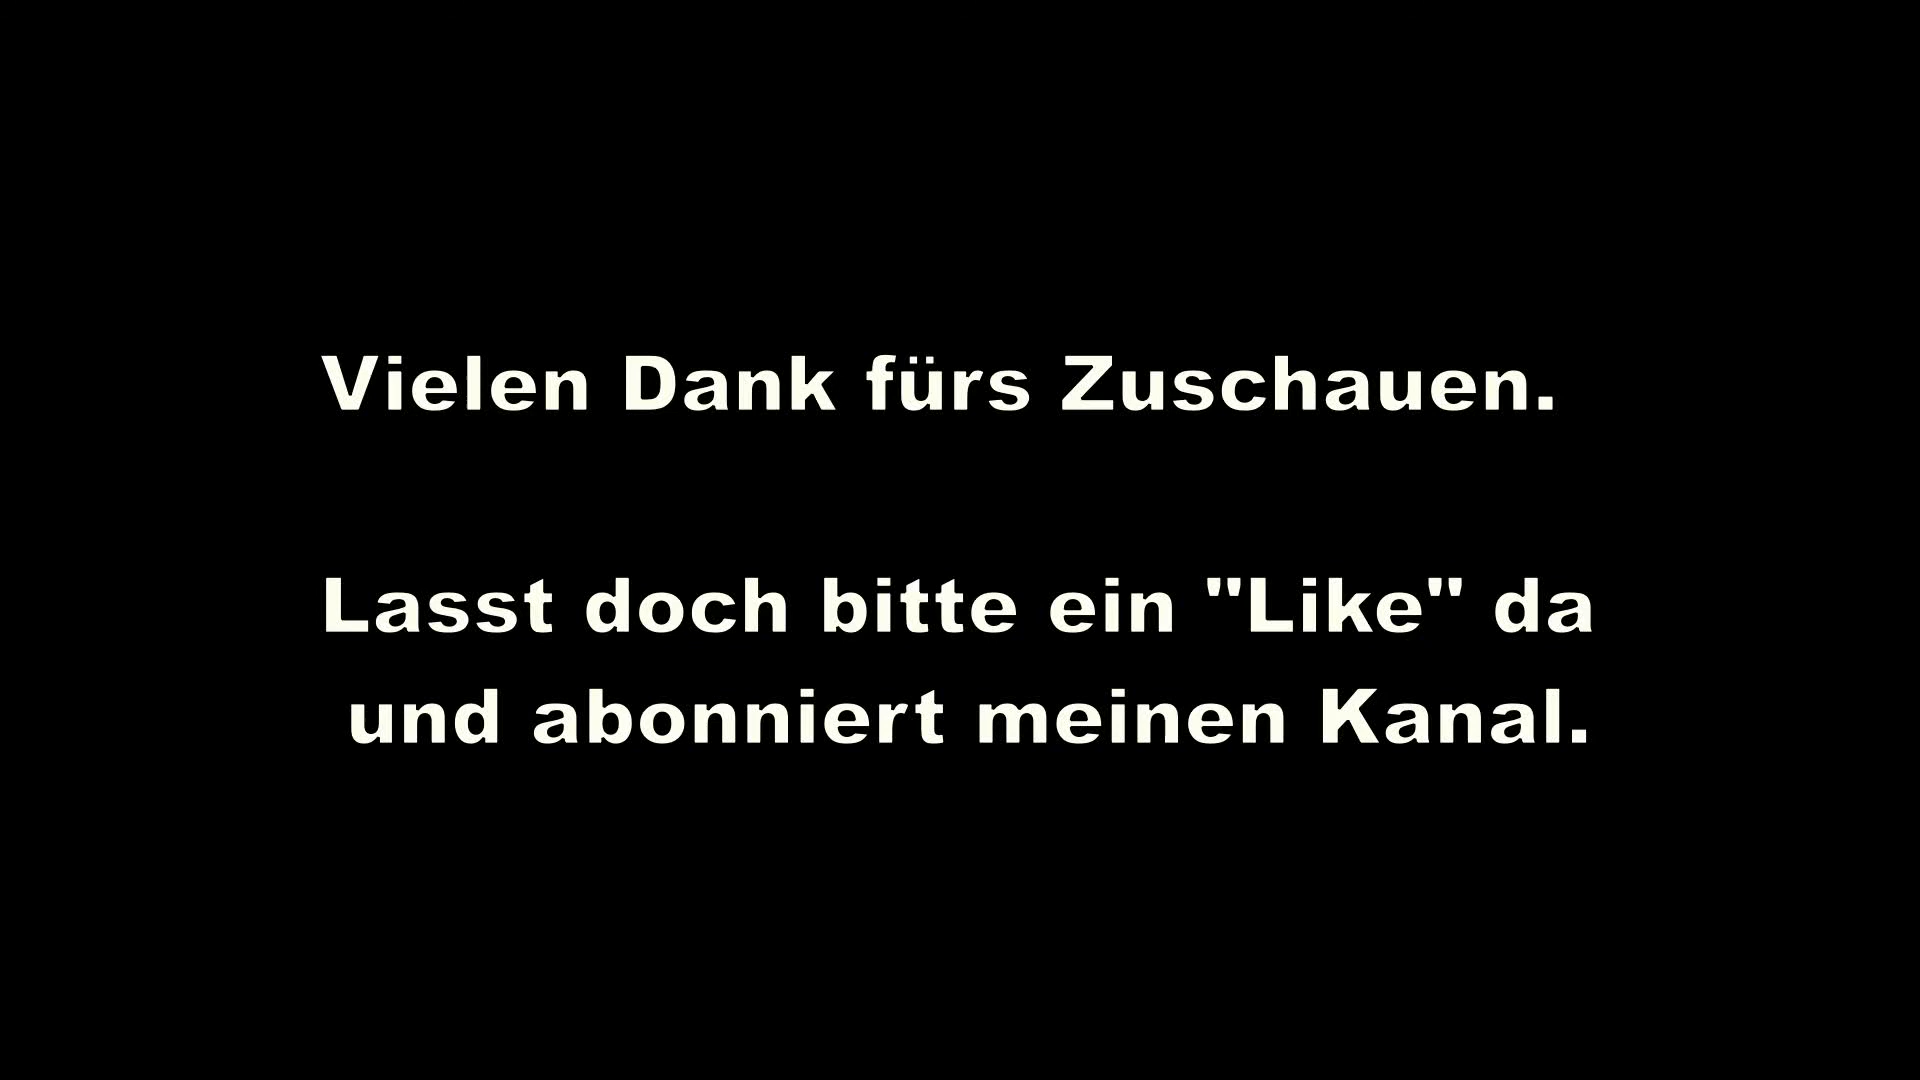 Vielen Dank fürs Zuschauen.
Lasst doch bitte ein "Like" da
und abonniert meinen Kanal.